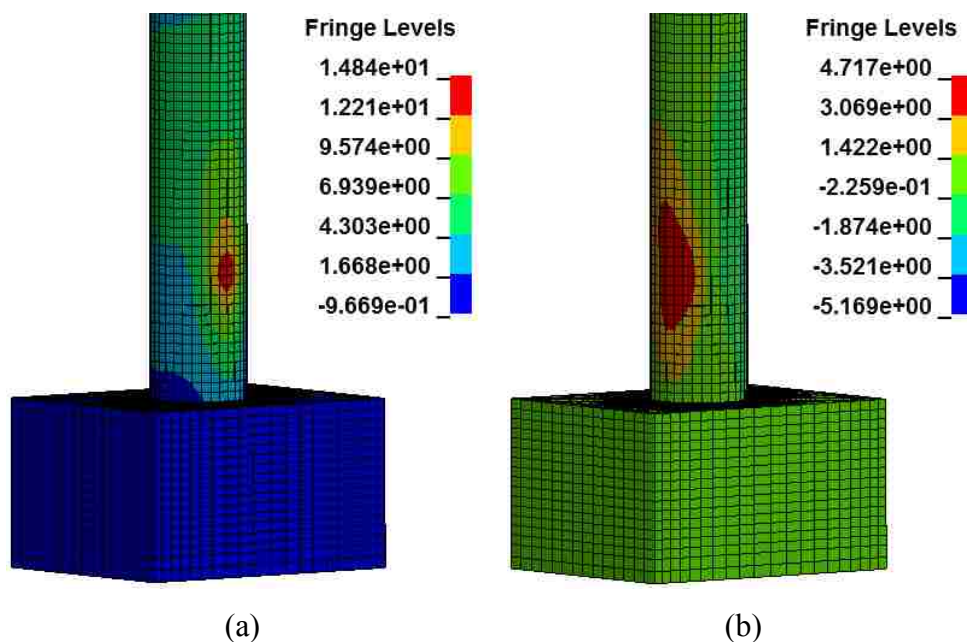 Fringe Levels
1.484e+01
1.221e+01
9.574e+00
6.939e+00
4.303e+00
1.668e+00
-9.669e-01
Fringe Levels
4.717e+00
3.069e+00
1.422e+00
-2.259e-01
-1.874e+00
-3.521e+00
-5.169e+00
(a)
(b)